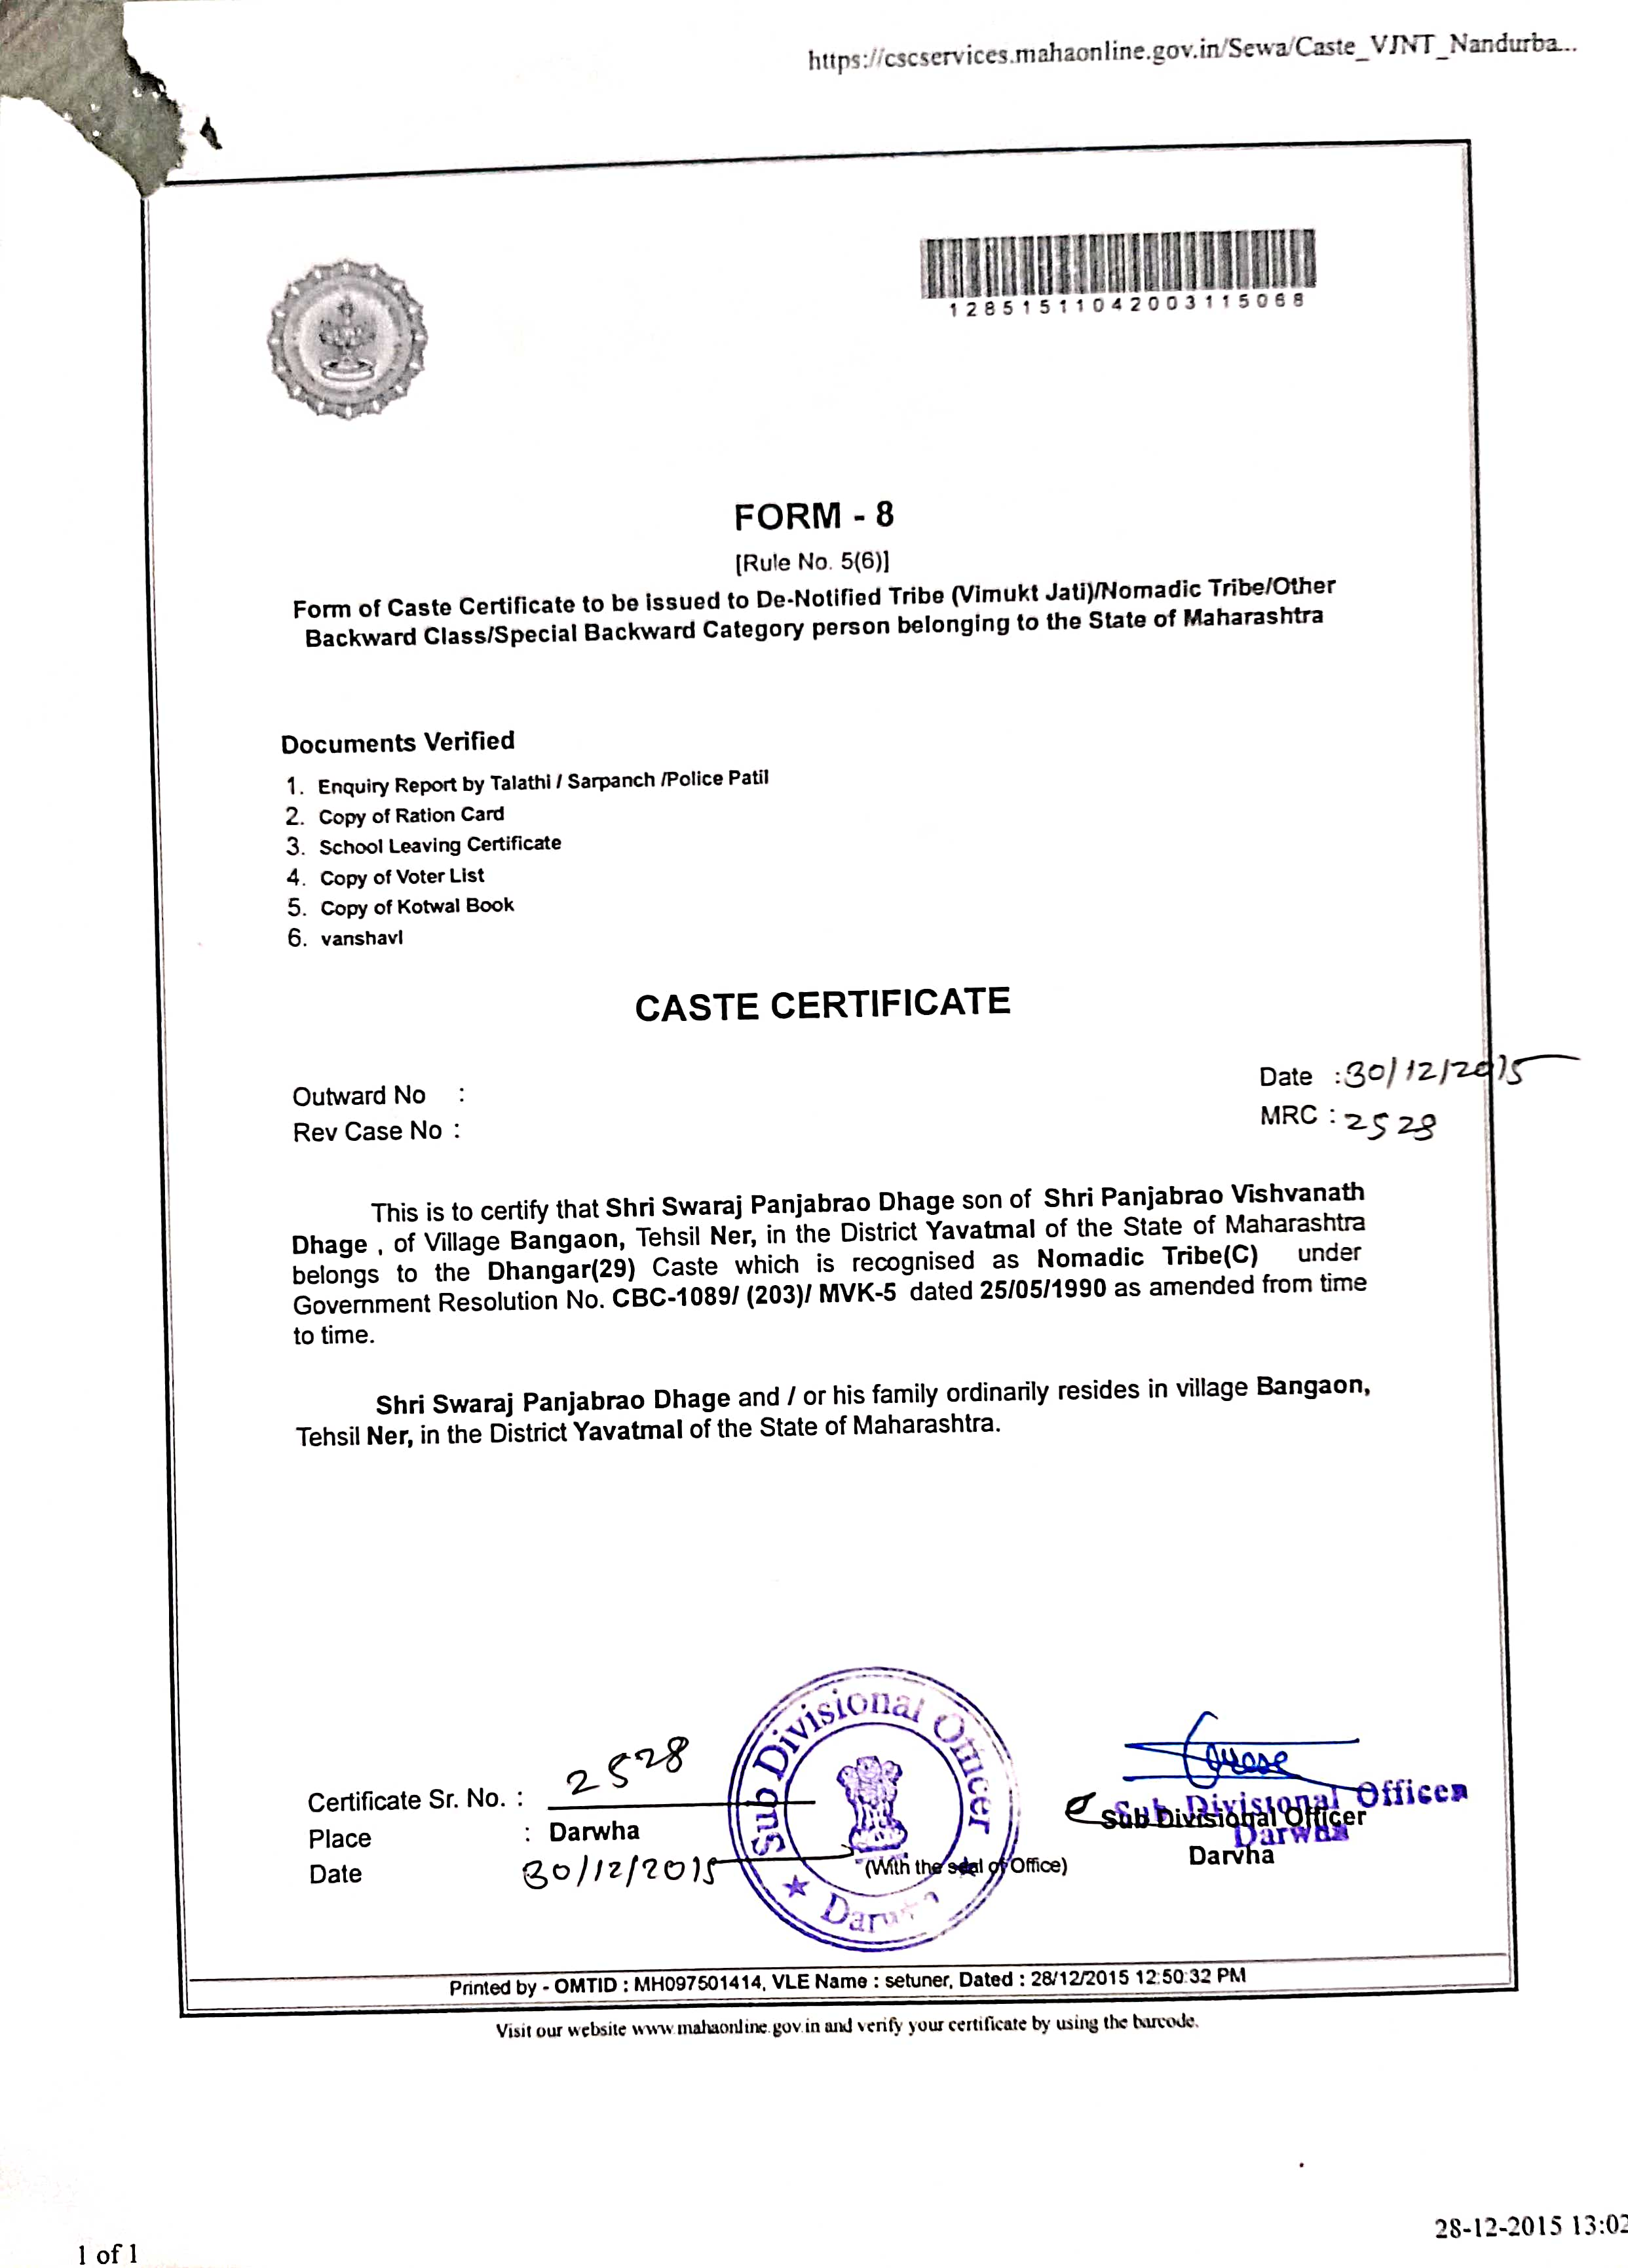 https://cscservices.mahaonline.gov.in/Sewa/Caste_VJNT_Nandurba...
12851511042003115068
FORM - 8
[Rule No. 5(6)]
Form of Caste Certificate to be issued to De-Notified Tribe (Vimukt Jati)/Nomadic Tribe/Other
Backward Class/Special Backward Category person belonging to the State of Maharashtra
Documents Verified
1. Enquiry Report by Talathi / Sarpanch /Police Patil
2. Copy of Ration Card
3. School Leaving Certificate
4. Copy of Voter List
5. Copy of Kotwal Book
6. vanshavl
CASTE CERTIFICATE
Outward No :
Date : 30/12/2015
Rev Case No :
MRC : 2528
This is to certify that Shri Swaraj Panjabrao Dhage son of Shri Panjabrao Vishvanath
Dhage , of Village Bangaon, Tehsil Ner, in the District Yavatmal of the State of Maharashtra
belongs to the Dhangar(29) Caste which is recognised as Nomadic Tribe(C) under
Government Resolution No. CBC-1089/ (203)/ MVK-5 dated 25/05/1990 as amended from time
to time.
Shri Swaraj Panjabrao Dhage and / or his family ordinarily resides in village Bangaon,
Tehsil Ner, in the District Yavatmal of the State of Maharashtra.
Sub Divisional Officer
Darwha
Certificate Sr. No. : 2528
Place : Darwha
Date 30/12/2015
(With the seal of Office)
Sub Divisional Officer
Darwha
Sub Divisional Officer
Darvha
Printed by - OMTID : MH097501414, VLE Name : setuner, Dated : 28/12/2015 12:50:32 PM
Visit our website www.mahaonline.gov.in and verify your certificate by using the barcode.
28-12-2015 13:02
1 of 1